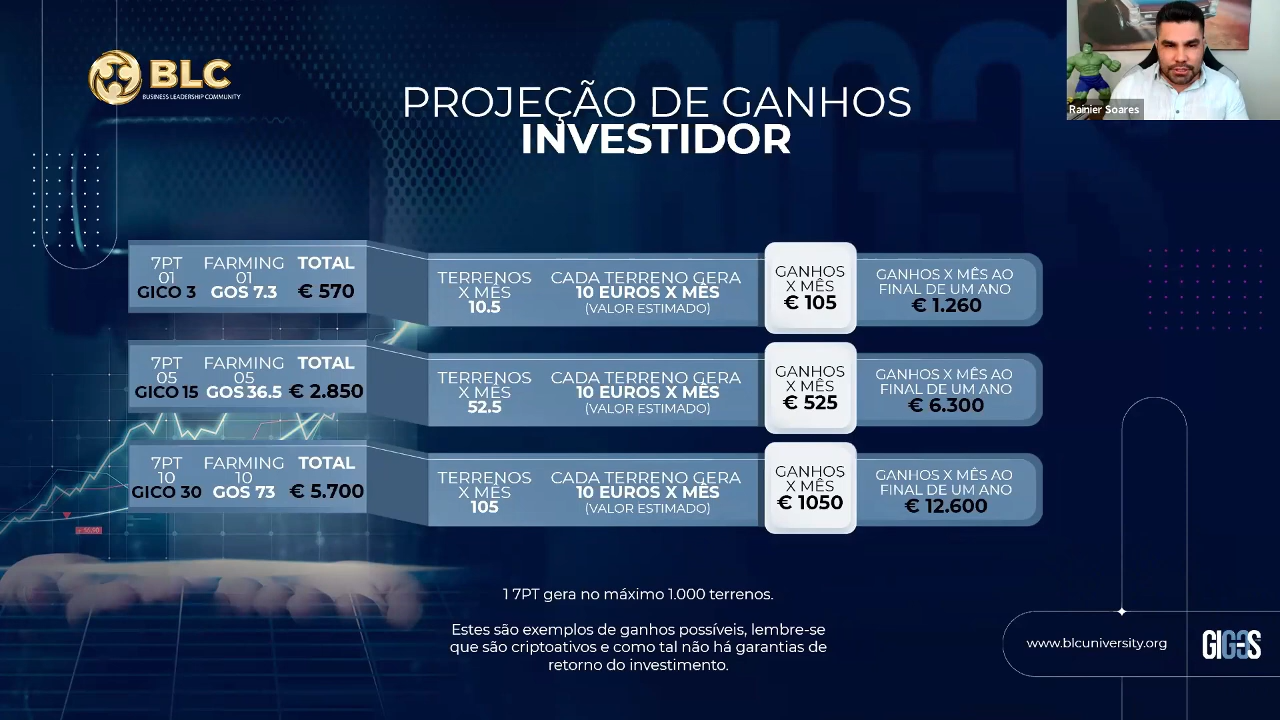 BLC
BUSINESS LEADERSHIP COMMUNITY
PROJEÇÃO DE GANHOS
INVESTIDOR
Rainier Soares
7PT
01
GICO 3
FARMING
01
GOS 7.3
TOTAL
€ 570
TERRENOS
X MÊS
10.5
CADA TERRENO GERA
10 EUROS X MÊS
(VALOR ESTIMADO)
GANHOS
X MÊS
€ 105
GANHOS X MÊS AO
FINAL DE UM ANO
€ 1.260
7PT
05
GICO 15
FARMING
05
GOS 36.5
TOTAL
€ 2.850
TERRENOS
X MÊS
52.5
CADA TERRENO GERA
10 EUROS X MÊS
(VALOR ESTIMADO)
GANHOS
X MÊS
€ 525
GANHOS X MÊS AO
FINAL DE UM ANO
€ 6.300
7PT
10
GICO 30
FARMING
10
GOS 73
TOTAL
€ 5.700
TERRENOS
X MÊS
105
CADA TERRENO GERA
10 EUROS X MÊS
(VALOR ESTIMADO)
GANHOS
X MÊS
€ 1050
GANHOS X MÊS AO
FINAL DE UM ANO
€ 12.600
1 7PT gera no máximo 1.000 terrenos.
Estes são exemplos de ganhos possíveis, lembre-se
que são criptoativos e como tal não há garantias de
retorno do investimento.
www.blcuniversity.org